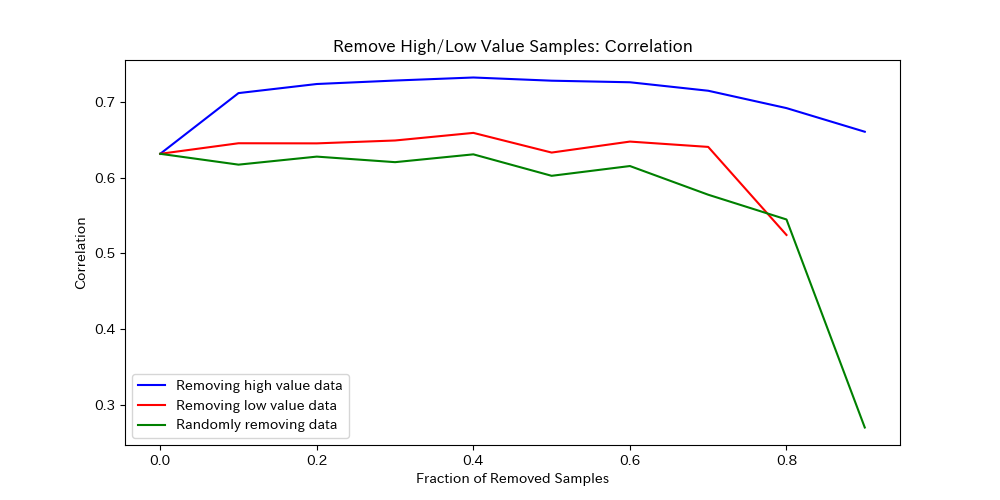 Remove High/Low Value Samples: Correlation
0.7
0.6
0.5
0.4
0.3
Correlation
Removing high value data
Removing low value data
Randomly removing data
0.0 0.2 0.4 0.6 0.8
Fraction of Removed Samples